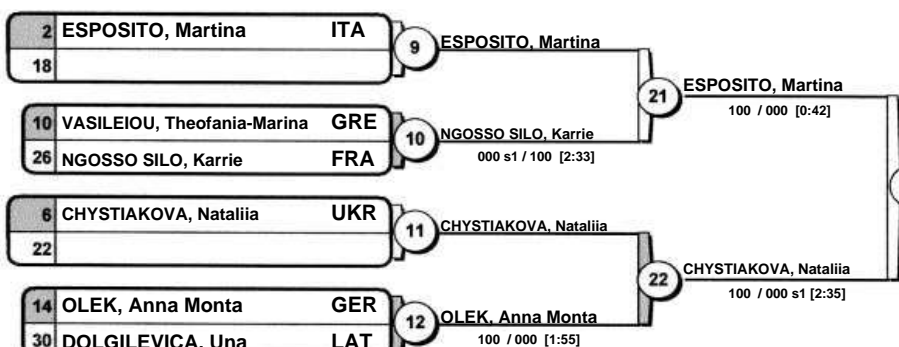 2 ESPOSITO, Martina ITA
18
9
ESPOSITO, Martina
10 VASILEIOU, Theofania-Marina GRE
26 NGOSSO SILO, Karrie FRA
10
NGOSSO SILO, Karrie
000 s1 / 100 [2:33]
21
ESPOSITO, Martina
100 / 000 [0:42]
6 CHYSTIAKOVA, Nataliia UKR
22
11
CHYSTIAKOVA, Nataliia
14 OLEK, Anna Monta GER
30 DOLGILEVICA, Una LAT
12
OLEK, Anna Monta
100 / 000 [1:55]
22
CHYSTIAKOVA, Nataliia
100 / 000 s1 [2:35]